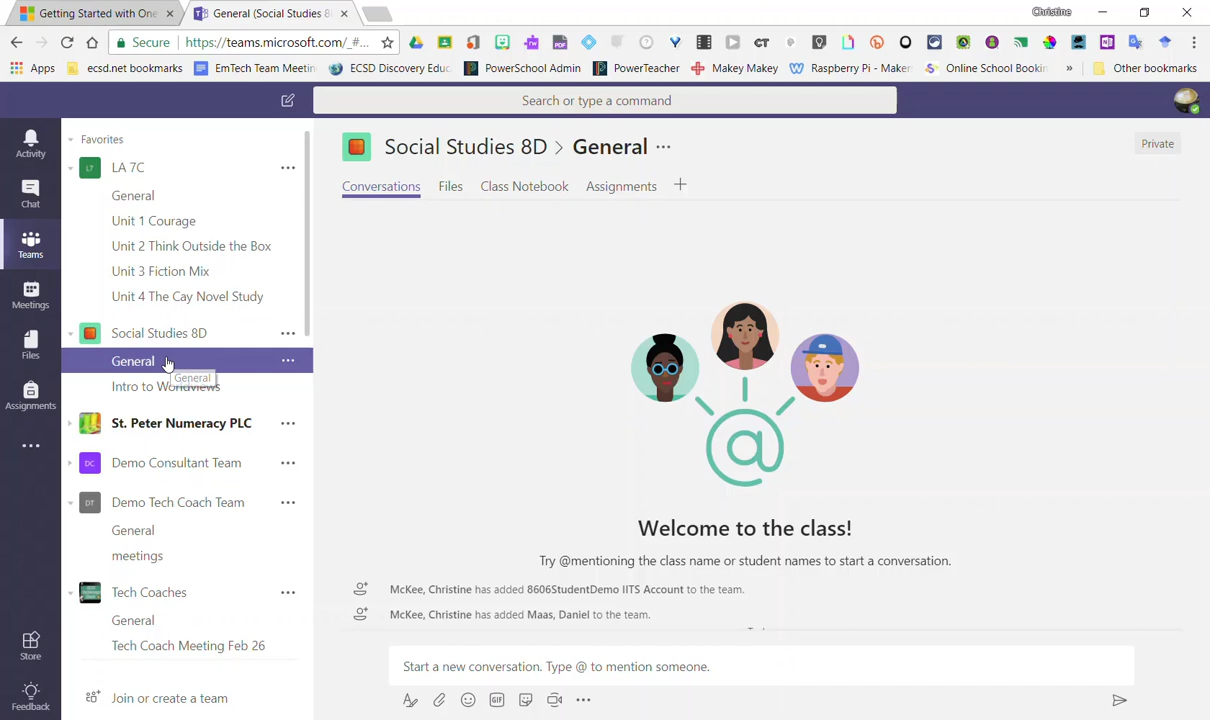 Getting Started with One
General (Social Studies 8
Christine
Secure
https://teams.microsoft.com/_#...
Apps
ecsd.net bookmarks
EmTech Team Meetin
ECSD Discovery Educ
PowerSchool Admin
PowerTeacher
Makey Makey
Raspberry Pi - Maker
Online School Bookin
»
Other bookmarks
Search or type a command
Activity
Chat
Teams
Meetings
Files
Assignments
Store
Feedback
Favorites
L7
LA 7C
General
Unit 1 Courage
Unit 2 Think Outside the Box
Unit 3 Fiction Mix
Unit 4 The Cay Novel Study
Social Studies 8D
General
General
Intro to Worldviews
St. Peter Numeracy PLC
DC
Demo Consultant Team
DT
Demo Tech Coach Team
General
meetings
Tech Coaches
General
Tech Coach Meeting Feb 26
Join or create a team
Social Studies 8D > General ...
Private
Conversations
Files
Class Notebook
Assignments
@
Welcome to the class!
Try @mentioning the class name or student names to start a conversation.
McKee, Christine has added 8606StudentDemo IITS Account to the team.
McKee, Christine has added Maas, Daniel to the team.
Start a new conversation. Type @ to mention someone.
GIF